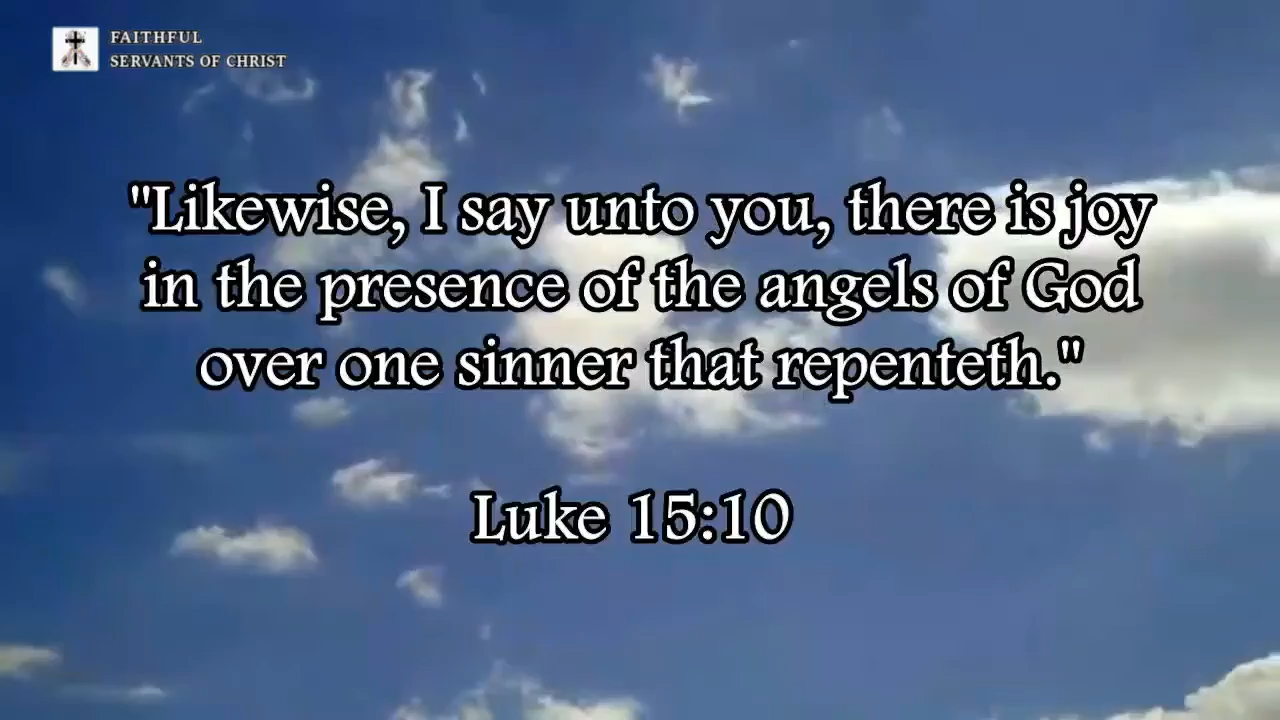 FAITHFUL
SERVANTS OF CHRIST
"Likewise, I say unto you, there is joy
in the presence of the angels of God
over one sinner that repenteth."
Luke 15:10